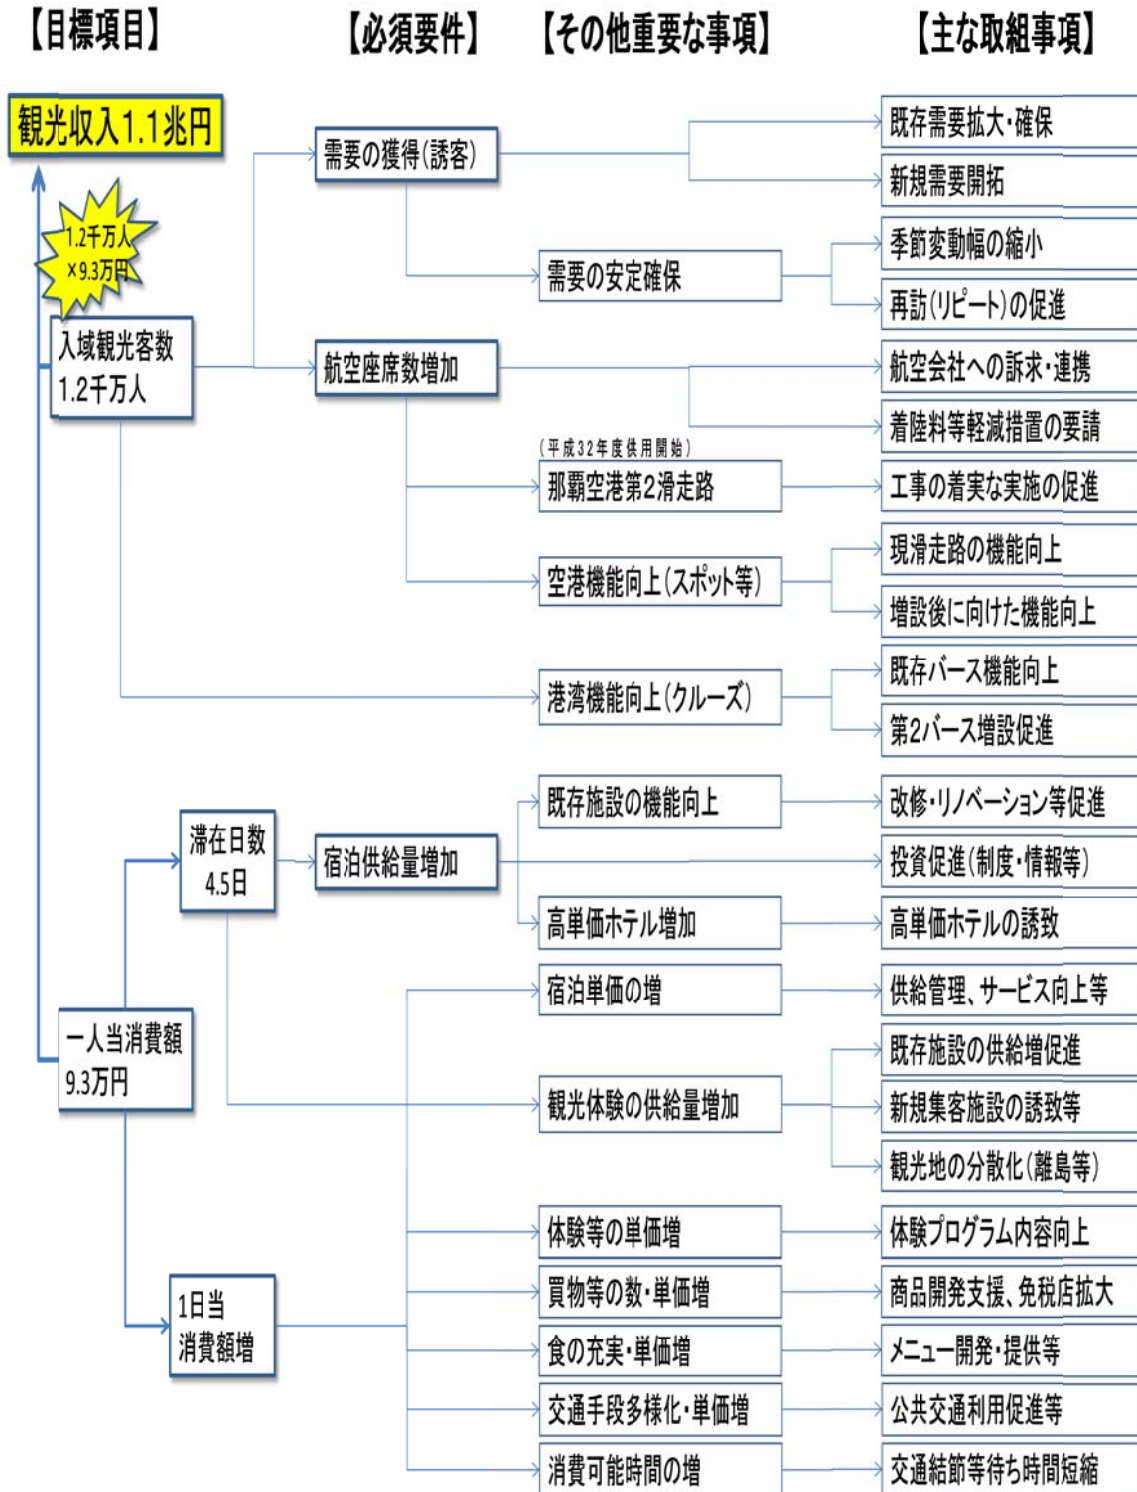 【目標項目】
【必須要件】
【その他重要な事項】
【主な取組事項】
観光収入1.1兆円
1.2千万人
×9.3万円
入域観光客数
1.2千万人
需要の獲得(誘客)
既存需要拡大・確保
新規需要開拓
需要の安定確保
季節変動幅の縮小
再訪(リピート)の促進
航空座席数増加
航空会社への訴求・連携
着陸料等軽減措置の要請
(平成32年度供用開始)
那覇空港第2滑走路
工事の着実な実施の促進
空港機能向上(スポット等)
現滑走路の機能向上
増設後に向けた機能向上
港湾機能向上(クルーズ)
既存バース機能向上
第2バース増設促進
一人当消費額
9.3万円
滞在日数
4.5日
宿泊供給量増加
既存施設の機能向上
改修・リノベーション等促進
投資促進(制度・情報等)
高単価ホテル増加
高単価ホテルの誘致
宿泊単価の増
供給管理、サービス向上等
観光体験の供給量増加
既存施設の供給増促進
新規集客施設の誘致等
観光地の分散化(離島等)
1日当
消費額増
体験等の単価増
体験プログラム内容向上
買物等の数・単価増
商品開発支援、免税店拡大
食の充実・単価増
メニュー開発・提供等
交通手段多様化・単価増
公共交通利用促進等
消費可能時間の増
交通結節等待ち時間短縮